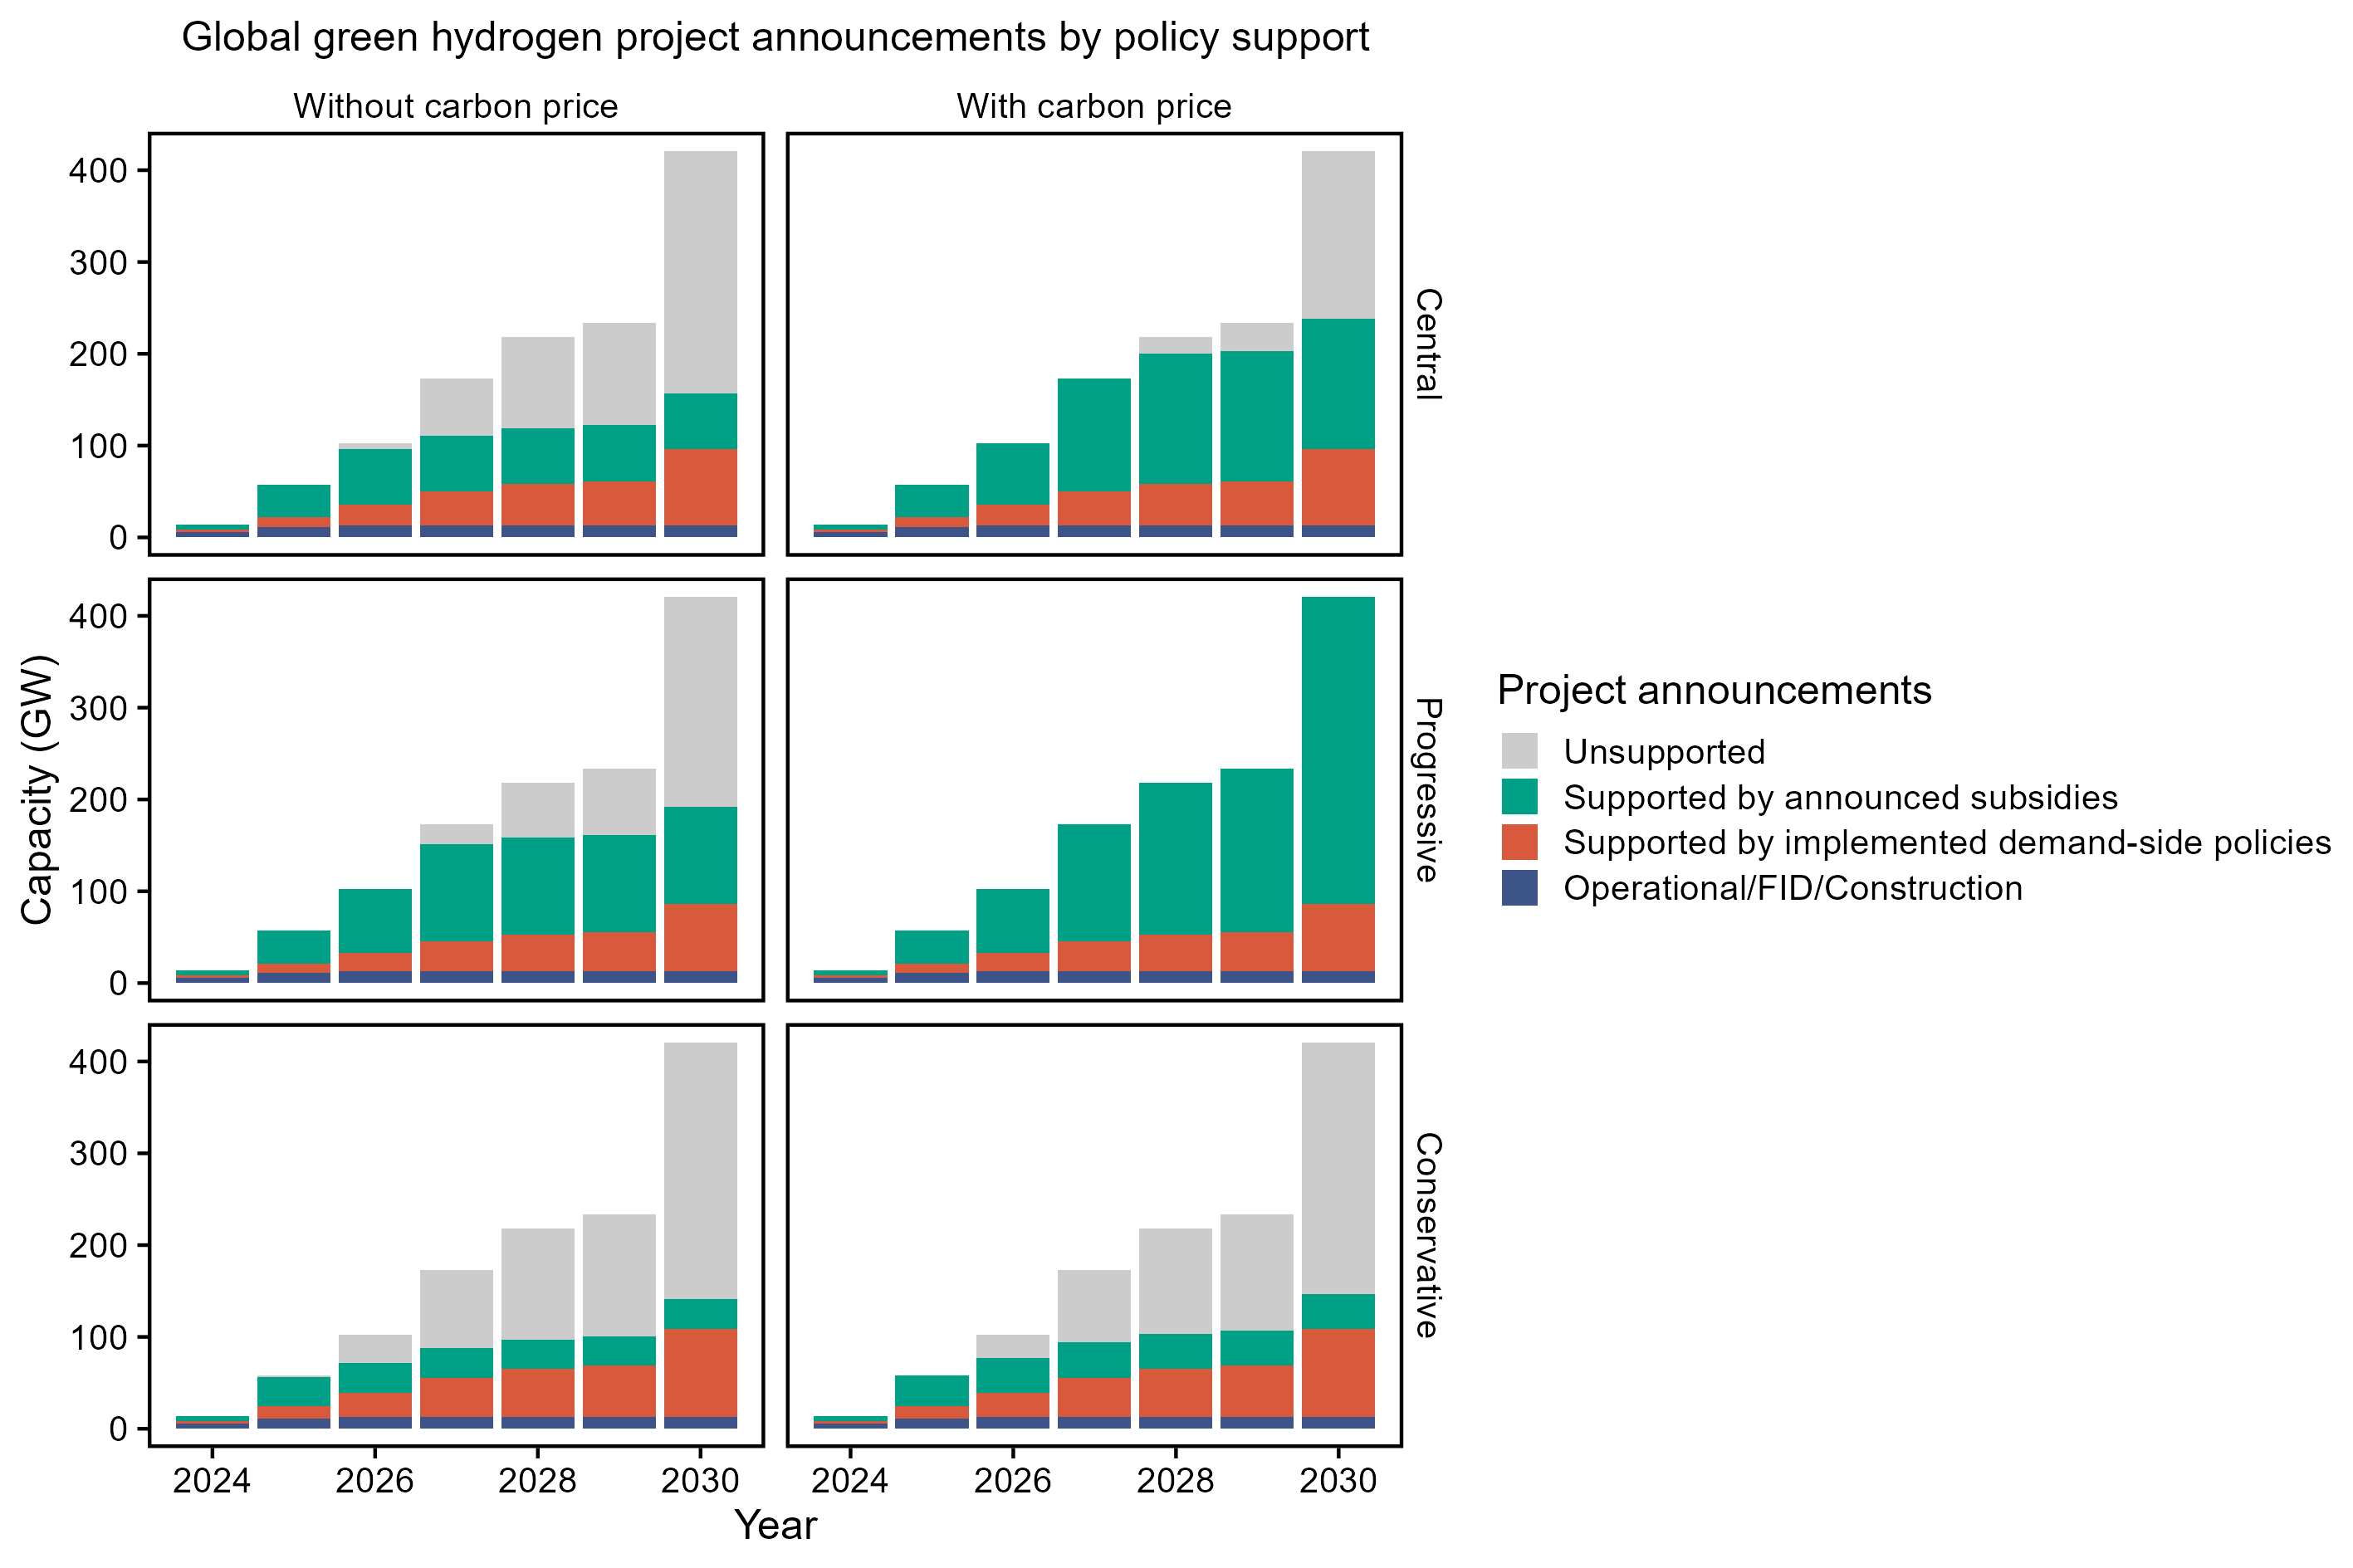 Global green hydrogen project announcements by policy support
Without carbon price
With carbon price
400
300
200
100
0
Central
400
300
200
100
0
Progressive
400
300
200
100
0
Conservative
Capacity (GW)
2024
2026
2028
2030
2024
2026
2028
2030
Year
Project announcements
Unsupported
Supported by announced subsidies
Supported by implemented demand-side policies
Operational/FID/Construction